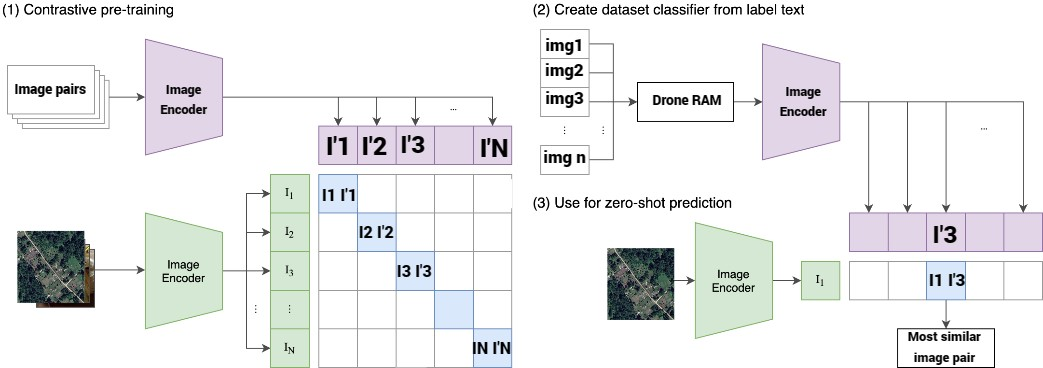 (1) Contrastive pre-training
Image pairs
Image
Encoder
...
I'1 I'2 I'3 I'N
Image
Encoder
I1
I2
I3
⋮ ⋮
IN
I1 I'1
I2 I'2
I3 I'3
IN I'N
(2) Create dataset classifier from label text
img1
img2
img3
⋮ ⋮
img n
Drone RAM
Image
Encoder
...
I'3
(3) Use for zero-shot prediction
Image
Encoder
I1
I1 I'3
Most similar
image pair